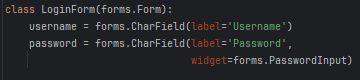 class LoginForm(forms.Form):
    username = forms.CharField(label='Username')
    password = forms.CharField(label='Password',
                               widget=forms.PasswordInput)